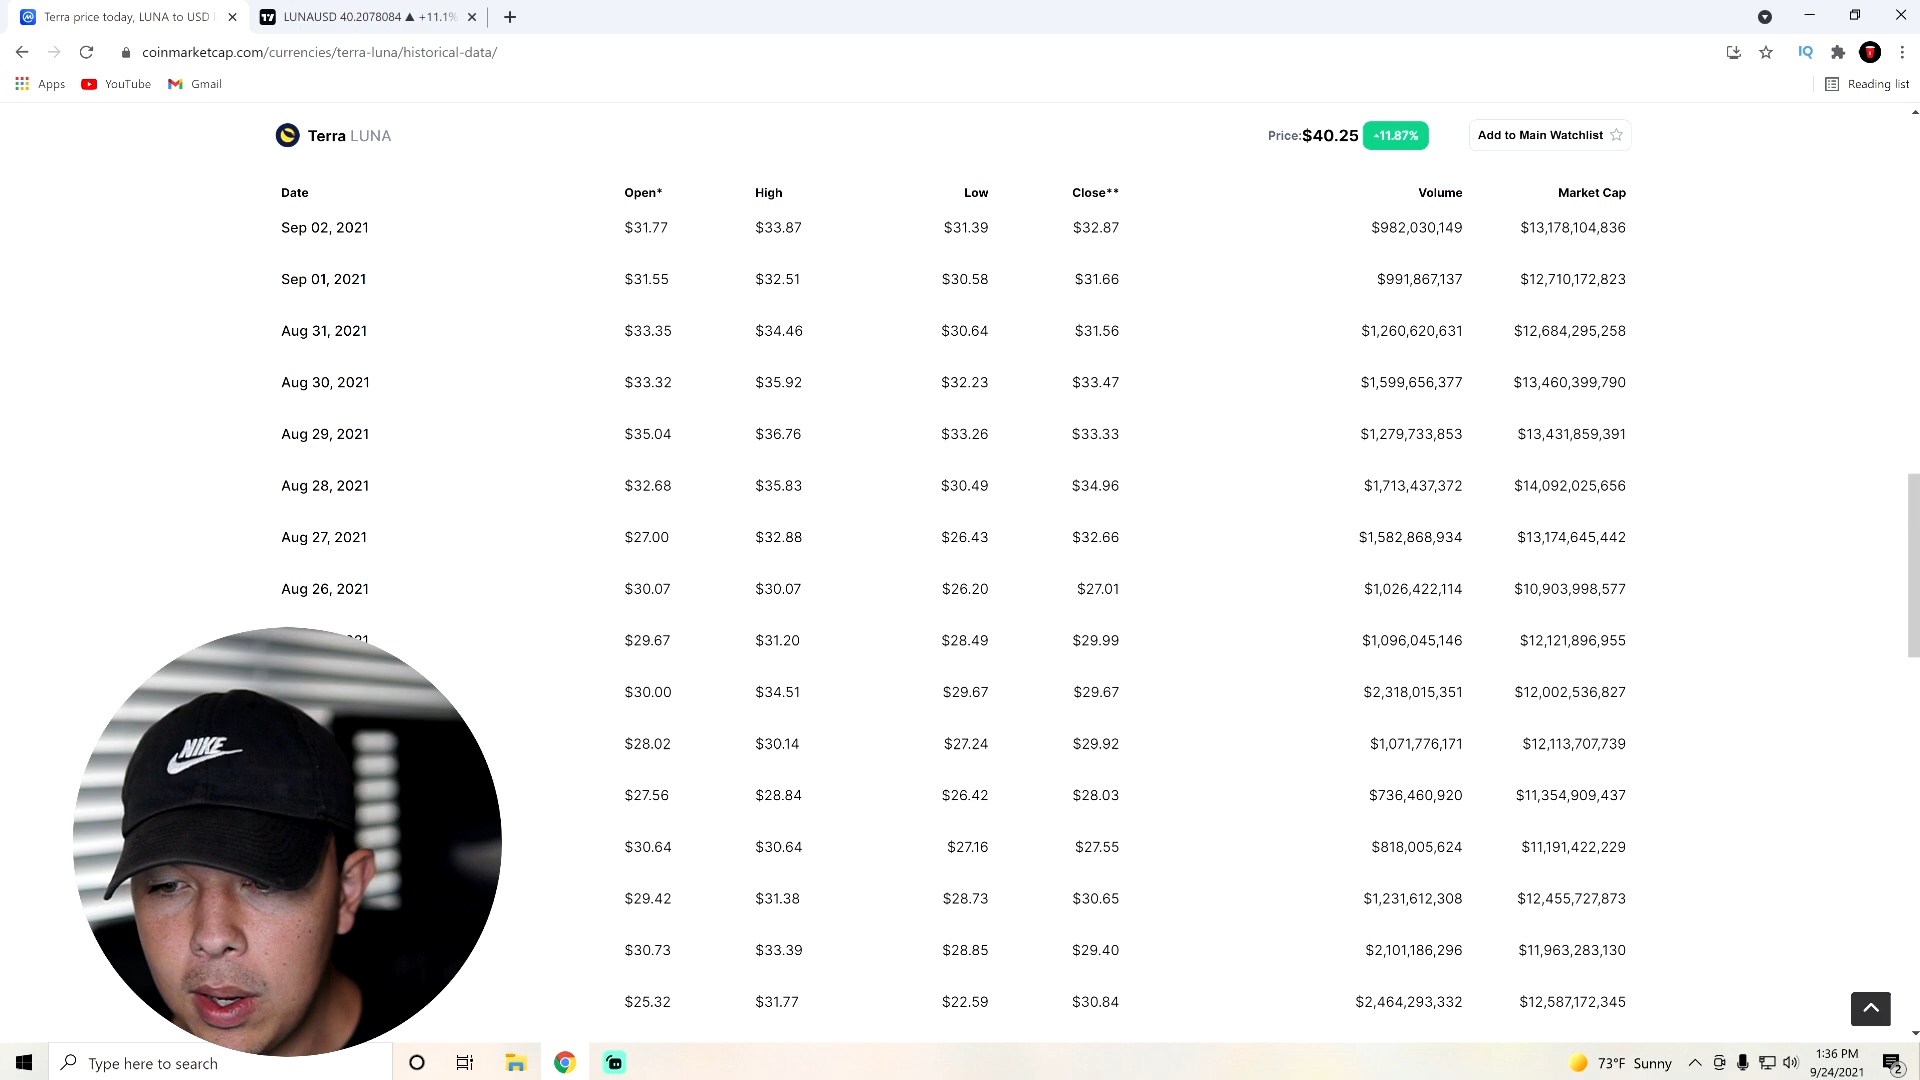 Terra price today, LUNA to USD
LUNAUSD 40.2078084 ▲ +11.1%
coinmarketcap.com/currencies/terra-luna/historical-data/
IQ
Apps YouTube Gmail
Reading list
Terra LUNA
Price:$40.25 11.87% Add to Main Watchlist
Date Open* High Low Close** Volume Market Cap
Sep 02, 2021 $31.77 $33.87 $31.39 $32.87 $982,030,149 $13,178,104,836
Sep 01, 2021 $31.55 $32.51 $30.58 $31.66 $991,867,137 $12,710,172,823
Aug 31, 2021 $33.35 $34.46 $30.64 $31.56 $1,260,620,631 $12,684,295,258
Aug 30, 2021 $33.32 $35.92 $32.23 $33.47 $1,599,656,377 $13,460,399,790
Aug 29, 2021 $35.04 $36.76 $33.26 $33.33 $1,279,733,853 $13,431,859,391
Aug 28, 2021 $32.68 $35.83 $30.49 $34.96 $1,713,437,372 $14,092,025,656
Aug 27, 2021 $27.00 $32.88 $26.43 $32.66 $1,582,868,934 $13,174,645,442
Aug 26, 2021 $30.07 $30.07 $26.20 $27.01 $1,026,422,114 $10,903,998,577
$29.67 $31.20 $28.49 $29.99 $1,096,045,146 $12,121,896,955
$30.00 $34.51 $29.67 $29.67 $2,318,015,351 $12,002,536,827
$28.02 $30.14 $27.24 $29.92 $1,071,776,171 $12,113,707,739
$27.56 $28.84 $26.42 $28.03 $736,460,920 $11,354,909,437
$30.64 $30.64 $27.16 $27.55 $818,005,624 $11,191,422,229
$29.42 $31.38 $28.73 $30.65 $1,231,612,308 $12,455,727,873
$30.73 $33.39 $28.85 $29.40 $2,101,186,296 $11,963,283,130
$25.32 $31.77 $22.59 $30.84 $2,464,293,332 $12,587,172,345
NIKE
Type here to search
73°F Sunny
1:36 PM
9/24/2021
2